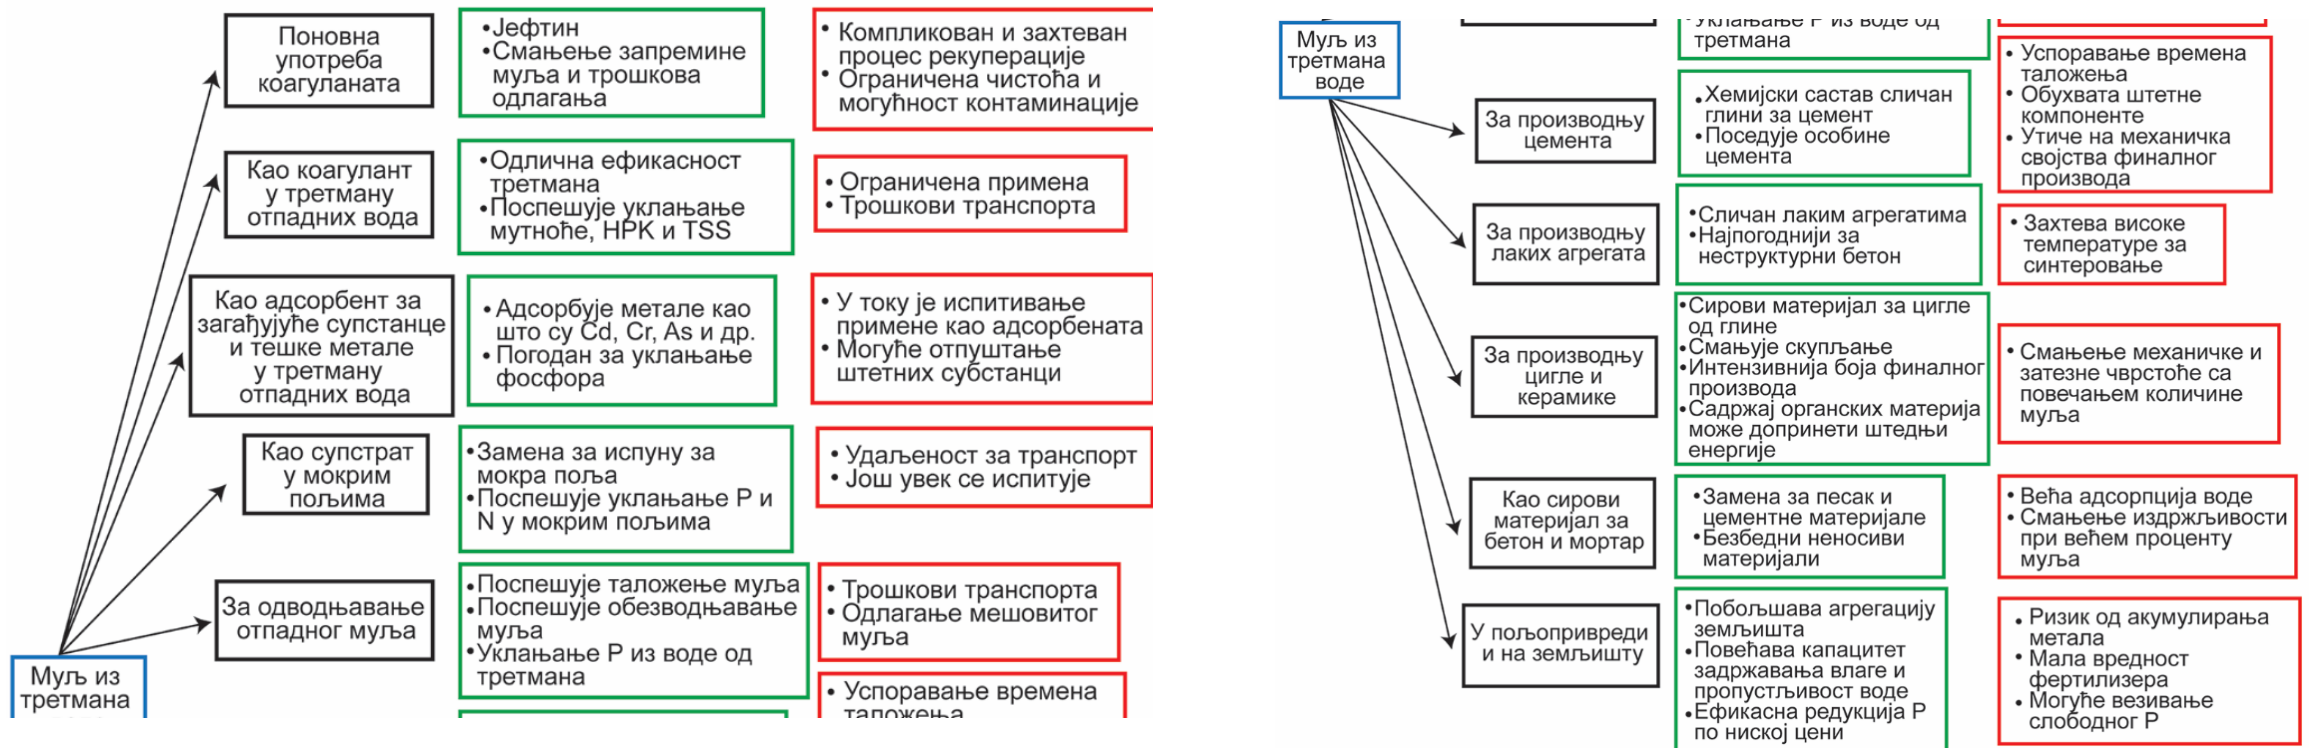 Поновна
употреба
коагуланата
•Јефтин
•Смањење запремине
муља и трошкова
одлагања
• Компликован и захтеван
процес рекуперације
• Ограничена чистоћа и
могућност контаминације
Као коагулант
у третману
отпадних вода
•Одлична ефикасност
третмана
•Поспешује уклањање
мутноће, HPK и TSS
• Ограничена примена
• Трошкови транспорта
Као адсорбент за
загађујуће супстанце
и тешке метале
у третману
отпадних вода
•Адсорбује метале као
што су Cd, Cr, As и др.
•Погодан за уклањање
фосфора
• У току је испитивање
примене као адсорбената
• Могуће отпуштање
штетних субстанци
Као супстрат
у мокрим
пољима
•Замена за испуну за
мокра поља
•Поспешује уклањање P и
N у мокрим пољима
• Удаљеност за транспорт
• Још увек се испитује
За одводњавање
отпадног муља
•Поспешује таложење муља
•Поспешује обезводњавање
муља
•Уклањање P из воде од
третмана
• Трошкови транспорта
• Одлагање мешовитог
муља
Муљ из
третмана
• Успоравање времена
таложења
Муљ из
третмана
воде
•Уклањање P из воде од
третмана
За производњу
цемента
•Хемијски састав сличан
глини за цемент
•Поседује особине
цемента
• Успоравање времена
таложења
• Обухвата штетне
компоненте
• Утиче на механичка
својства финалног
производа
За производњу
лаких агрегата
•Сличан лаким агрегатима
•Најпогоднији за
неструктурни бетон
• Захтева високе
температуре за
синтеровање
За производњу
цигле и
керамике
•Сирови материјал за цигле
од глине
•Смањује скупљање
•Интензивнија боја финалног
производа
•Садржај органских материја
може допринети штедњи
енергије
• Смањење механичке и
затезне чврстоће са
повечањем количине
муља
Као сирови
материјал за
бетон и мортар
•Замена за песак и
цементне материјале
•Безбедни неносиви
материјали
• Већа адсорпција воде
• Смањење издржљивости
при већем проценту
муља
У пољопривреди
и на земљишту
•Побољшава агрегацију
земљишта
•Повећава капацитет
задржавања влаге и
пропустљивост воде
•Ефикасна редукција P
по ниској цени
• Ризик од акумулирања
метала
• Мала вредност
фертилизера
• Могуће везивање
слободног P